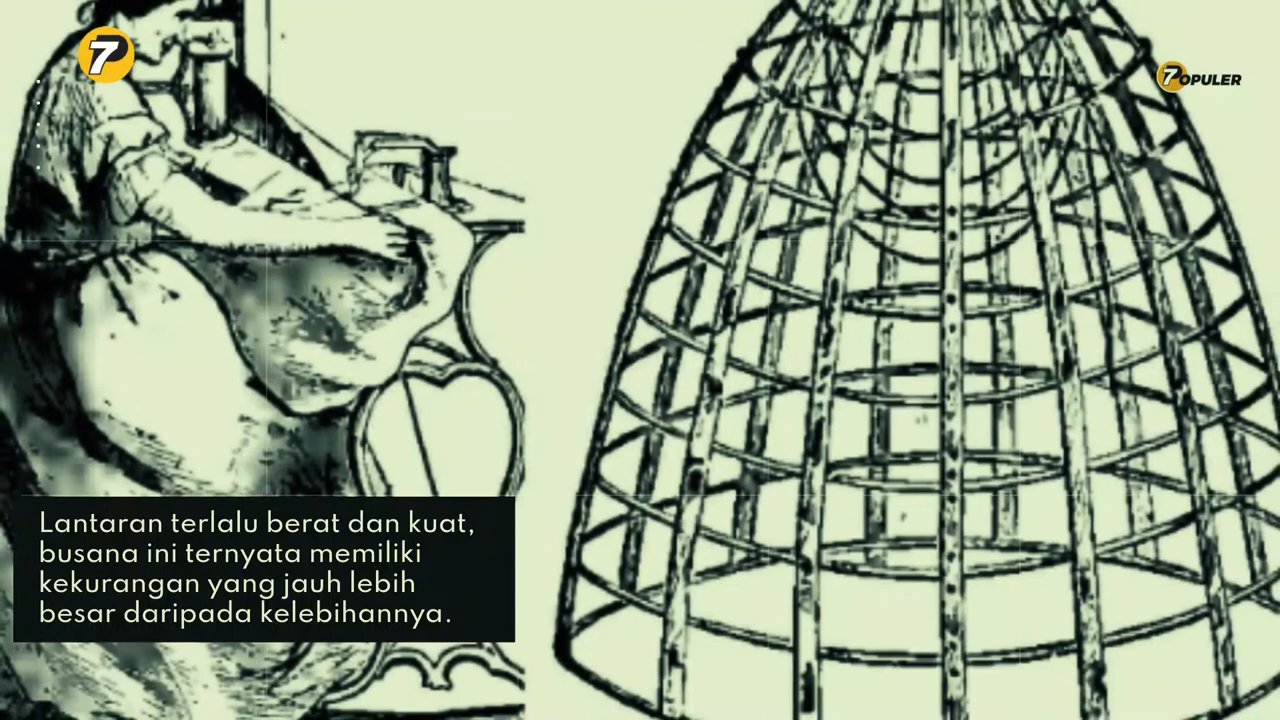 7
7OPULER
Lantaran terlalu berat dan kuat,
busana ini ternyata memiliki
kekurangan yang jauh lebih
besar daripada kelebihannya.